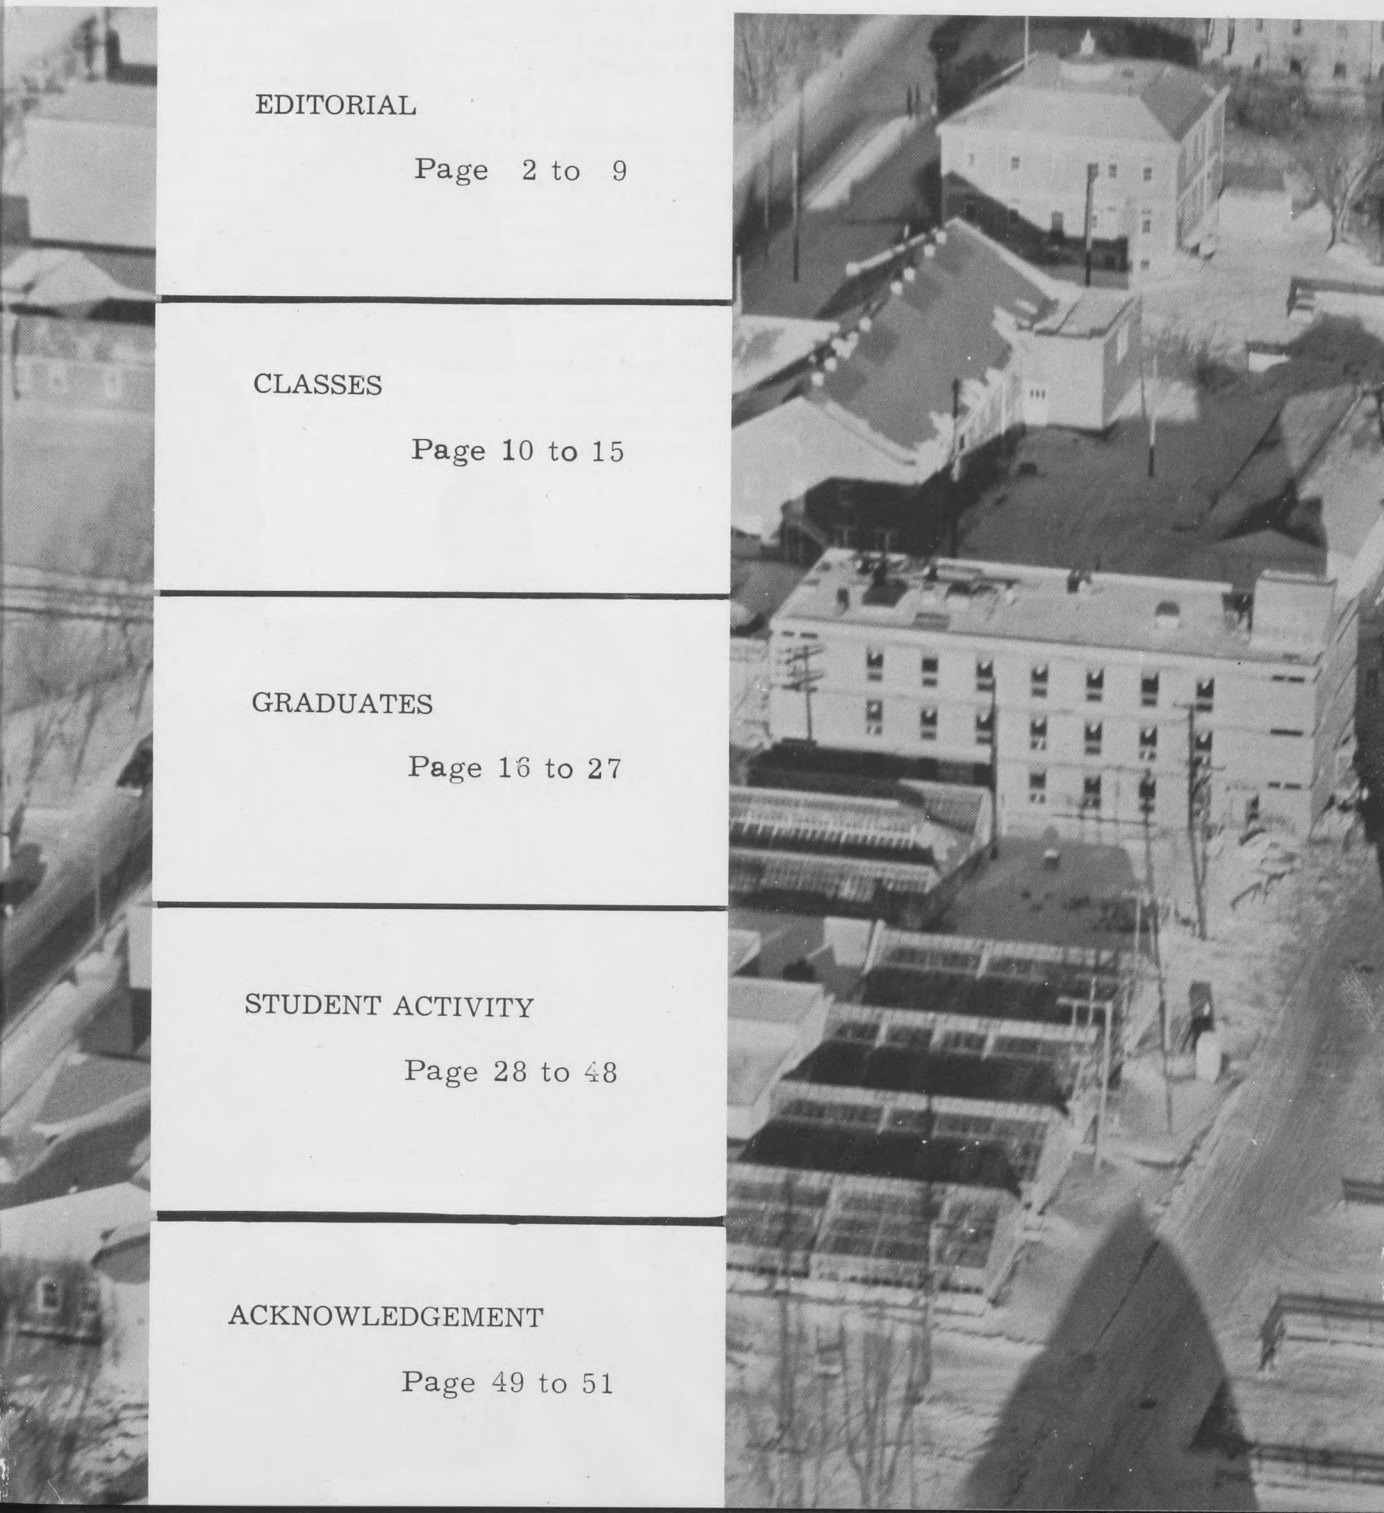 EDITORIAL
Page 2 to 9
CLASSES
Page 10 to 15
GRADUATES
Page 16 to 27
STUDENT ACTIVITY
Page 28 to 48
ACKNOWLEDGEMENT
Page 49 to 51